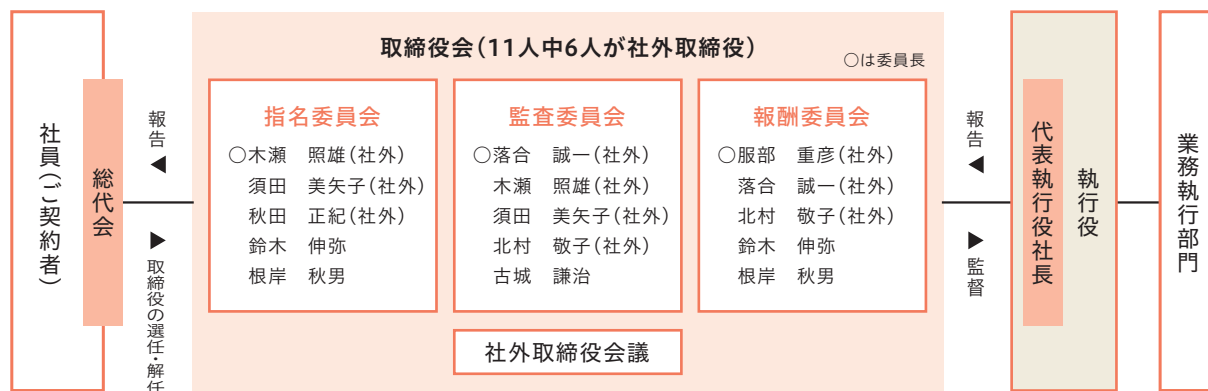 社員(ご契約者)
総代会
報告◀
▶取締役の選任・解任
取締役会(11人中6人が社外取締役)
○は委員長
指名委員会
○木瀬 照雄(社外)
須田 美矢子(社外)
秋田 正紀(社外)
鈴木 伸弥
根岸 秋男
監査委員会
○落合 誠一(社外)
木瀬 照雄(社外)
須田 美矢子(社外)
北村 敬子(社外)
古城 謙治
報酬委員会
○服部 重彦(社外)
落合 誠一(社外)
北村 敬子(社外)
鈴木 伸弥
根岸 秋男
社外取締役会議
報告◀
▶監督
代表執行役社長
執行役
業務執行部門